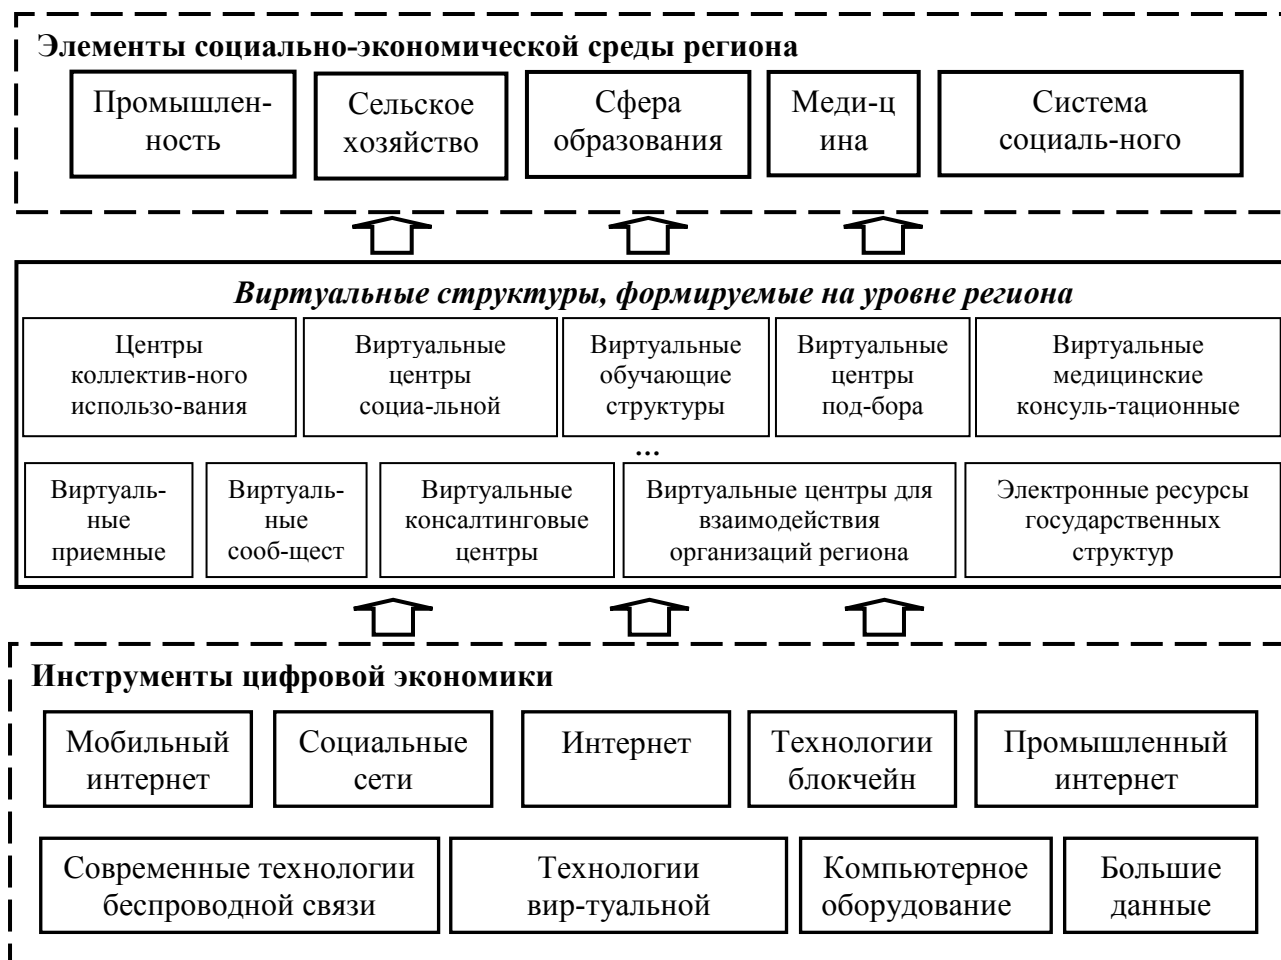 Элементы социально-экономической среды региона
Промышлен-
ность
Сельское
хозяйство
Сфера
образования
Меди-ц
ина
Система
социаль-ного
Виртуальные структуры, формируемые на уровне региона
Центры
коллектив-ного
использо-вания
Виртуальные
центры
социа-льной
Виртуальные
обучающие
структуры
Виртуальные
центры
под-бора
Виртуальные
медицинские
консуль-тационные
...
Виртуаль-
ные
приемные
Виртуаль-
ные
сооб-щест
Виртуальные
консалтинговые
центры
Виртуальные центры для
взаимодействия
организаций региона
Электронные ресурсы
государственных
структур
Инструменты цифровой экономики
Мобильный
интернет
Социальные
сети
Интернет
Технологии
блокчейн
Промышленный
интернет
Современные технологии
беспроводной связи
Технологии
вир-туальной
Компьютерное
оборудование
Большие
данные